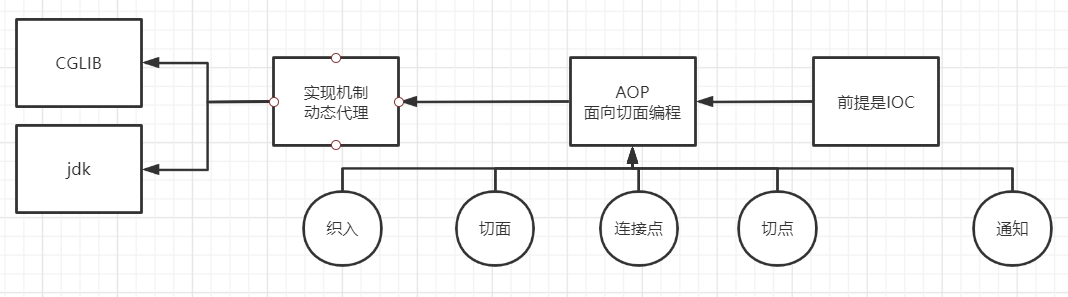 CGLIB
jdk
实现机制
动态代理
AOP
面向切面编程
前提是IOC
织入
切面
连接点
切点
通知